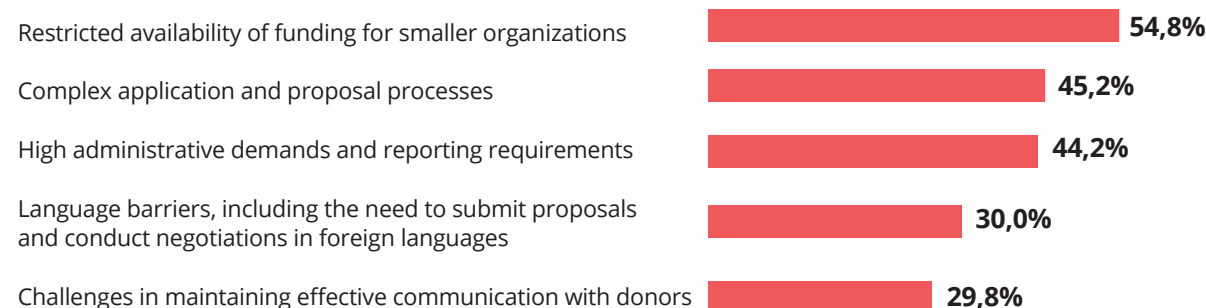 Restricted availability of funding for smaller organizations
54,8%
Complex application and proposal processes
45,2%
High administrative demands and reporting requirements
44,2%
Language barriers, including the need to submit proposals
and conduct negotiations in foreign languages
30,0%
Challenges in maintaining effective communication with donors
29,8%